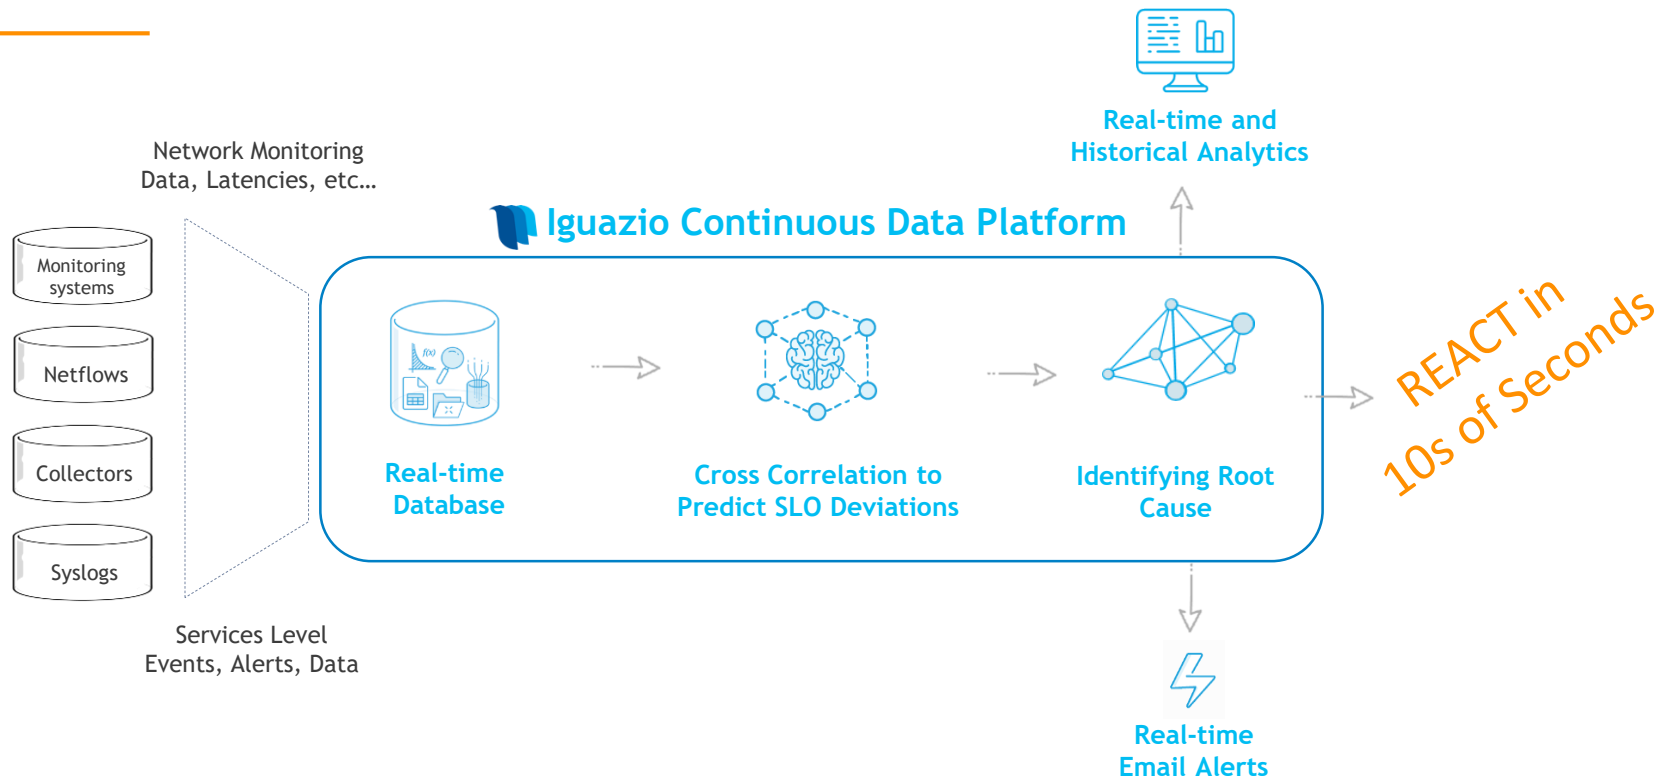 Real-time and
Historical Analytics
Network Monitoring
Data, Latencies, etc...
Iguazio Continuous Data Platform
Monitoring
systems
Netflows
Collectors
Syslogs
f(x)
Real-time
Database
Cross Correlation to
Predict SLO Deviations
Identifying Root
Cause
REACT in
10s of Seconds
Services Level
Events, Alerts, Data
Real-time
Email Alerts